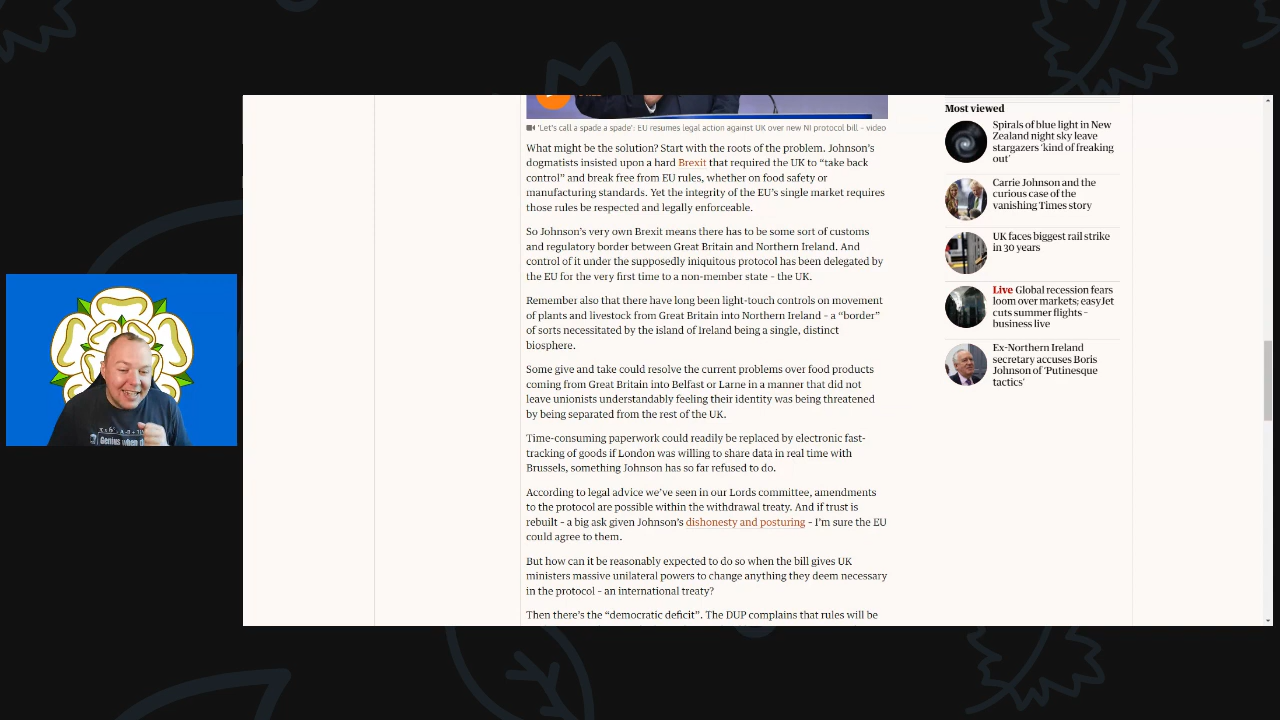 'Let's call a spade a spade': EU resumes legal action against UK over new NI protocol bill – video
What might be the solution? Start with the roots of the problem. Johnson's
dogmatists insisted upon a hard Brexit that required the UK to “take back
control” and break free from EU rules, whether on food safety or
manufacturing standards. Yet the integrity of the EU's single market requires
those rules be respected and legally enforceable.
So Johnson's very own Brexit means there has to be some sort of customs
and regulatory border between Great Britain and Northern Ireland. And
control of it under the supposedly iniquitous protocol has been delegated by
the EU for the very first time to a non-member state – the UK.
Remember also that there have long been light-touch controls on movement
of plants and livestock from Great Britain into Northern Ireland – a “border”
of sorts necessitated by the island of Ireland being a single, distinct
biosphere.
Some give and take could resolve the current problems over food products
coming from Great Britain into Belfast or Larne in a manner that did not
leave unionists understandably feeling their identity was being threatened
by being separated from the rest of the UK.
Time-consuming paperwork could readily be replaced by electronic fast-
tracking of goods if London was willing to share data in real time with
Brussels, something Johnson has so far refused to do.
According to legal advice we've seen in our Lords committee, amendments
to the protocol are possible within the withdrawal treaty. And if trust is
rebuilt – a big ask given Johnson's dishonesty and posturing – I'm sure the EU
could agree to them.
But how can it be reasonably expected to do so when the bill gives UK
ministers massive unilateral powers to change anything they deem necessary
in the protocol – an international treaty?
Then there's the “democratic deficit”. The DUP complains that rules will be
Most viewed
Spirals of blue light in New
Zealand night sky leave
stargazers 'kind of freaking
out'
Carrie Johnson and the
curious case of the
vanishing Times story
UK faces biggest rail strike
in 30 years
Live Global recession fears
loom over markets; easyJet
cuts summer flights –
business live
Ex-Northern Ireland
secretary accuses Boris
Johnson of 'Putinesque
tactics'